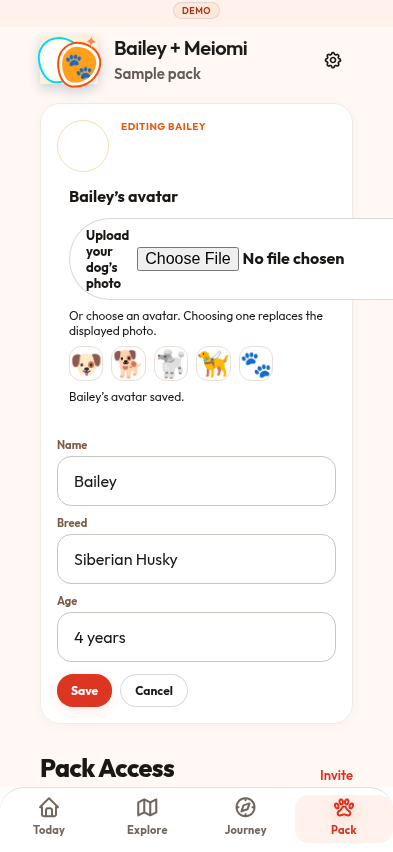 DEMO
Bailey + Meiomi
Sample pack
EDITING BAILEY
Bailey's avatar
Upload
your
dog's
photo
Choose File No file chosen
Or choose an avatar. Choosing one replaces the
displayed photo.
Bailey's avatar saved.
Name
Bailey
Breed
Siberian Husky
Age
4 years
Save Cancel
Pack Access
Invite
Today Explore Journey Pack